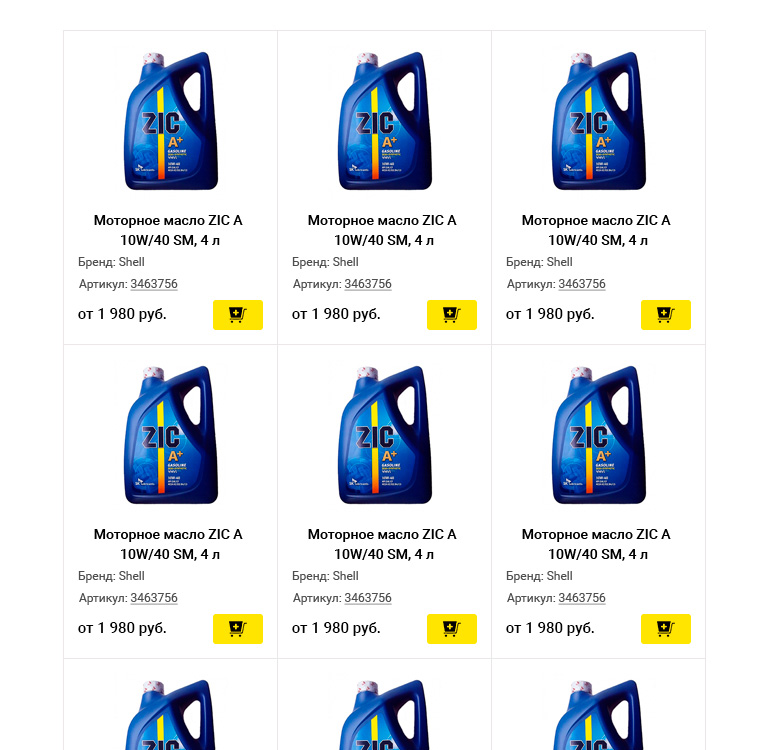 ZIC
A+
GASOLINE
ZIC
A+
GASOLINE
ZIC
A+
GASOLINE
Моторное масло ZIC A
10W/40 SM, 4 л
Бренд: Shell
Артикул: 3463756
от 1 980 руб.
Моторное масло ZIC A
10W/40 SM, 4 л
Бренд: Shell
Артикул: 3463756
от 1 980 руб.
Моторное масло ZIC A
10W/40 SM, 4 л
Бренд: Shell
Артикул: 3463756
от 1 980 руб.
ZIC
A+
GASOLINE
ZIC
A+
GASOLINE
ZIC
A+
GASOLINE
Моторное масло ZIC A
10W/40 SM, 4 л
Бренд: Shell
Артикул: 3463756
от 1 980 руб.
Моторное масло ZIC A
10W/40 SM, 4 л
Бренд: Shell
Артикул: 3463756
от 1 980 руб.
Моторное масло ZIC A
10W/40 SM, 4 л
Бренд: Shell
Артикул: 3463756
от 1 980 руб.